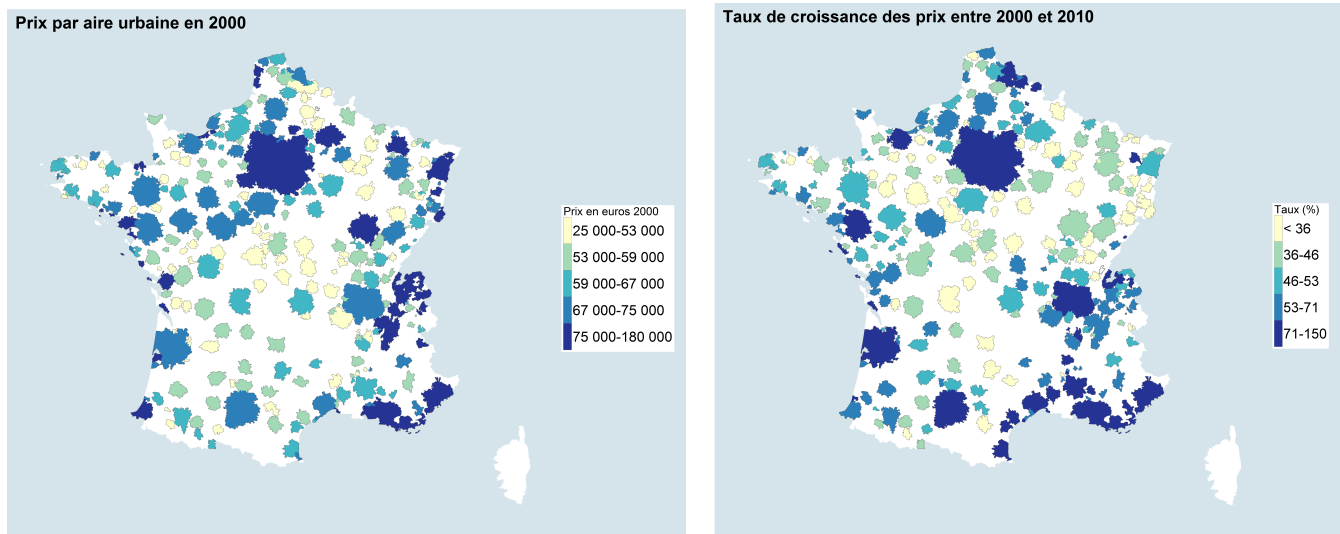 Prix par aire urbaine en 2000
Prix en euros 2000
25 000-53 000
53 000-59 000
59 000-67 000
67 000-75 000
75 000-180 000
Taux de croissance des prix entre 2000 et 2010
Taux (%)
< 36
36-46
46-53
53-71
71-150